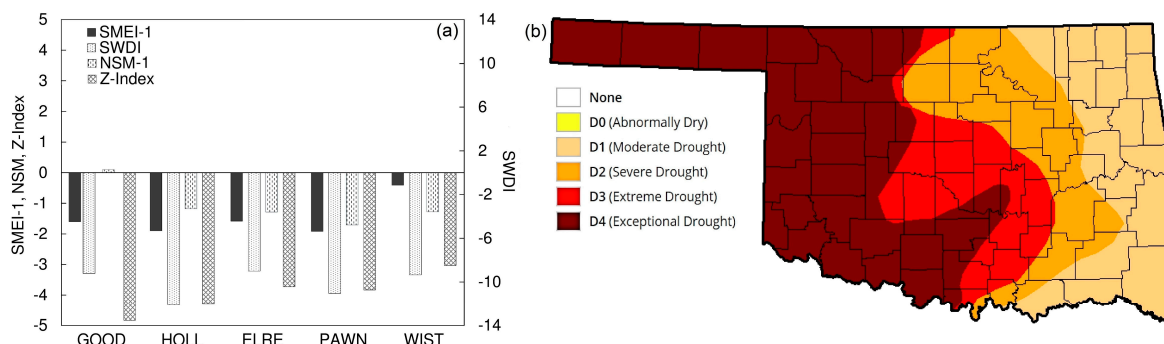 (a)
SMEI-1
SWDI
NSM-1
Z-Index
5
4
3
2
1
0
-1
-2
-3
-4
-5
SMEI-1, NSM, Z-Index
14
10
6
2
-2
-6
-10
-14
SWDI
GOOD HOLL ELRE PAWN WIST
(b)
None
D0 (Abnormally Dry)
D1 (Moderate Drought)
D2 (Severe Drought)
D3 (Extreme Drought)
D4 (Exceptional Drought)